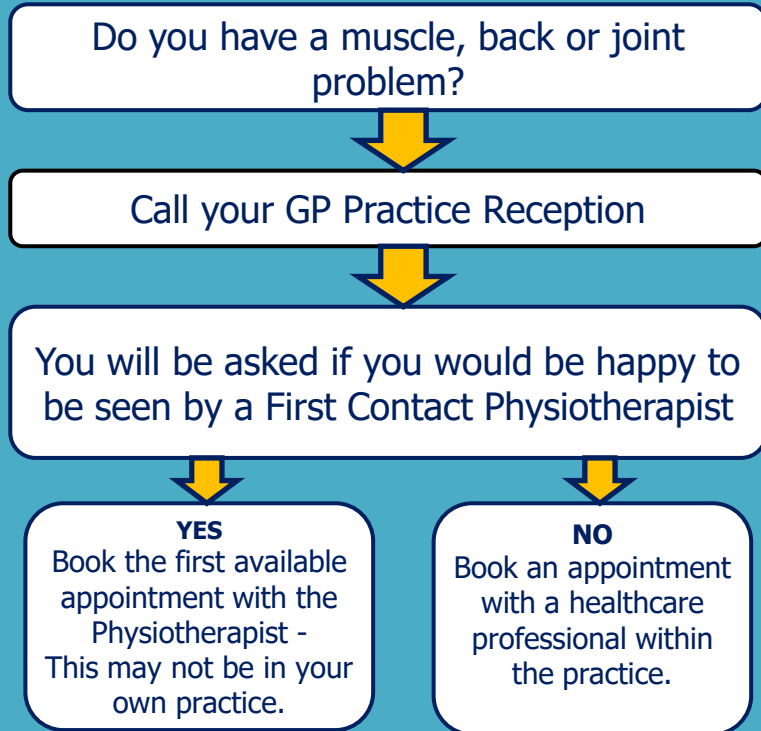 Do you have a muscle, back or joint
problem?
Call your GP Practice Reception
You will be asked if you would be happy to
be seen by a First Contact Physiotherapist
YES
Book the first available
appointment with the
Physiotherapist -
This may not be in your
own practice.
NO
Book an appointment
with a healthcare
professional within
the practice.